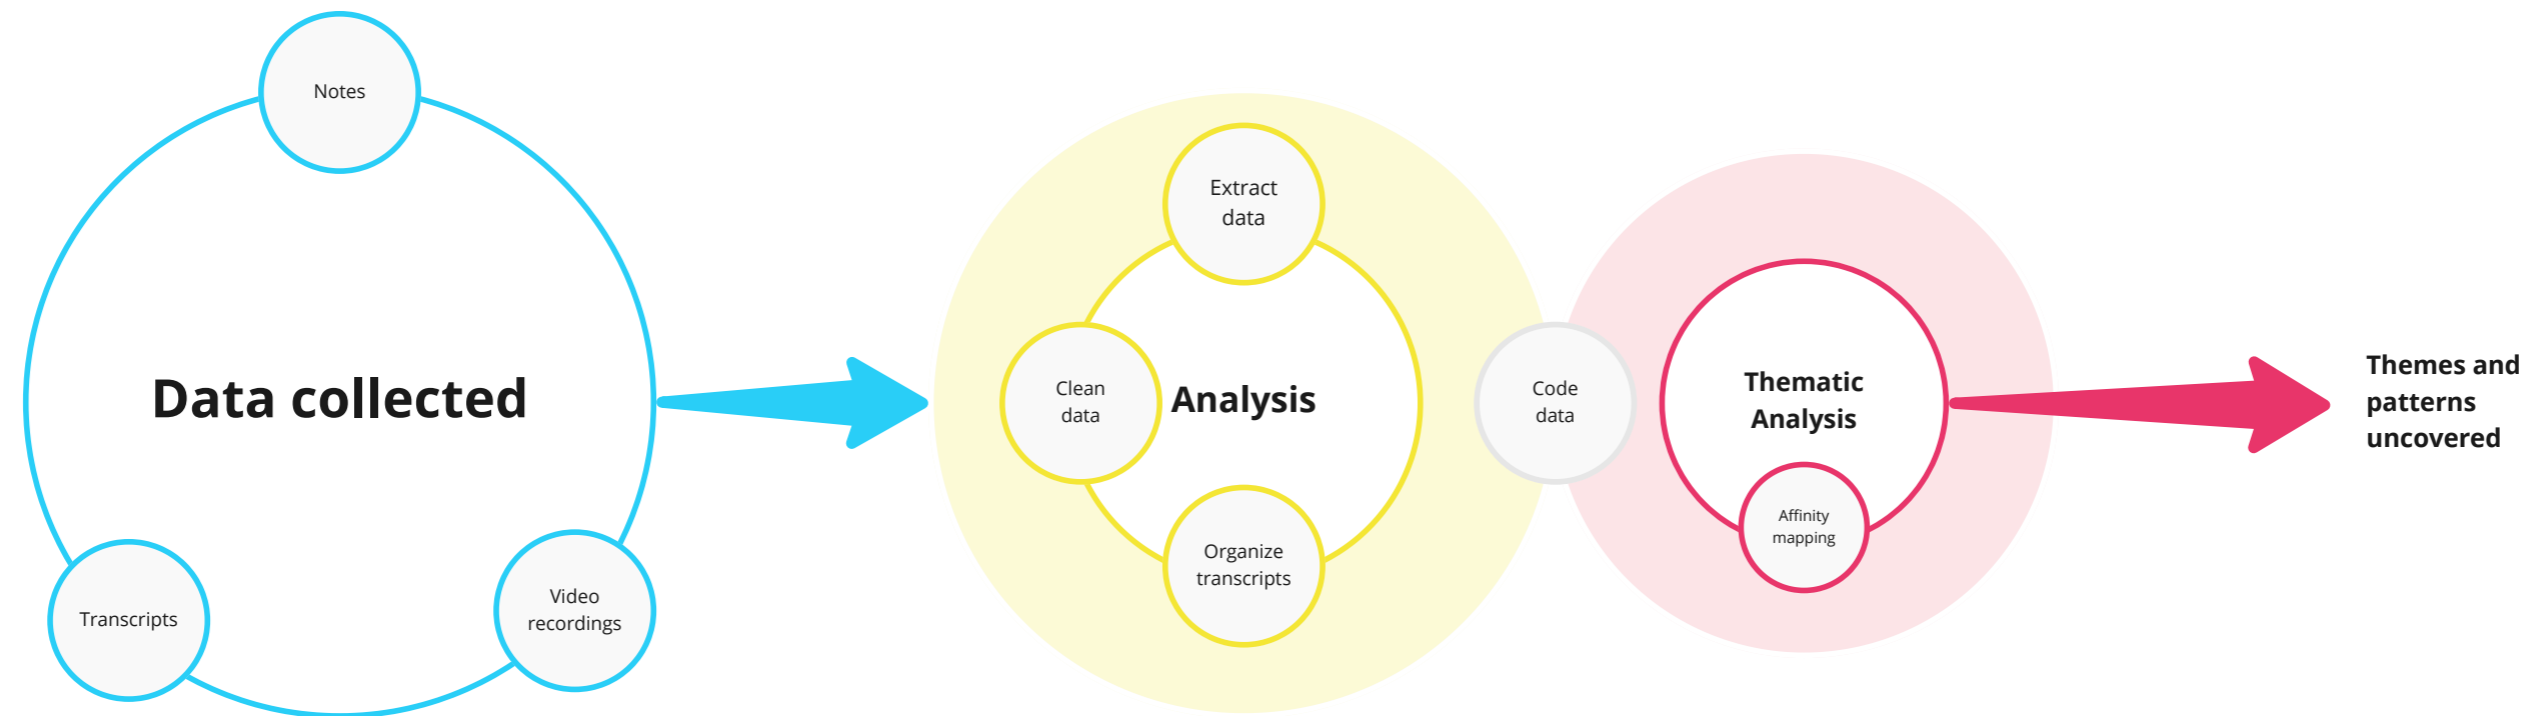 Notes
Data collected
Transcripts
Video
recordings
Extract
data
Clean
data
Analysis
Organize
transcripts
Code
data
Thematic
Analysis
Affinity
mapping
Themes and
patterns
uncovered